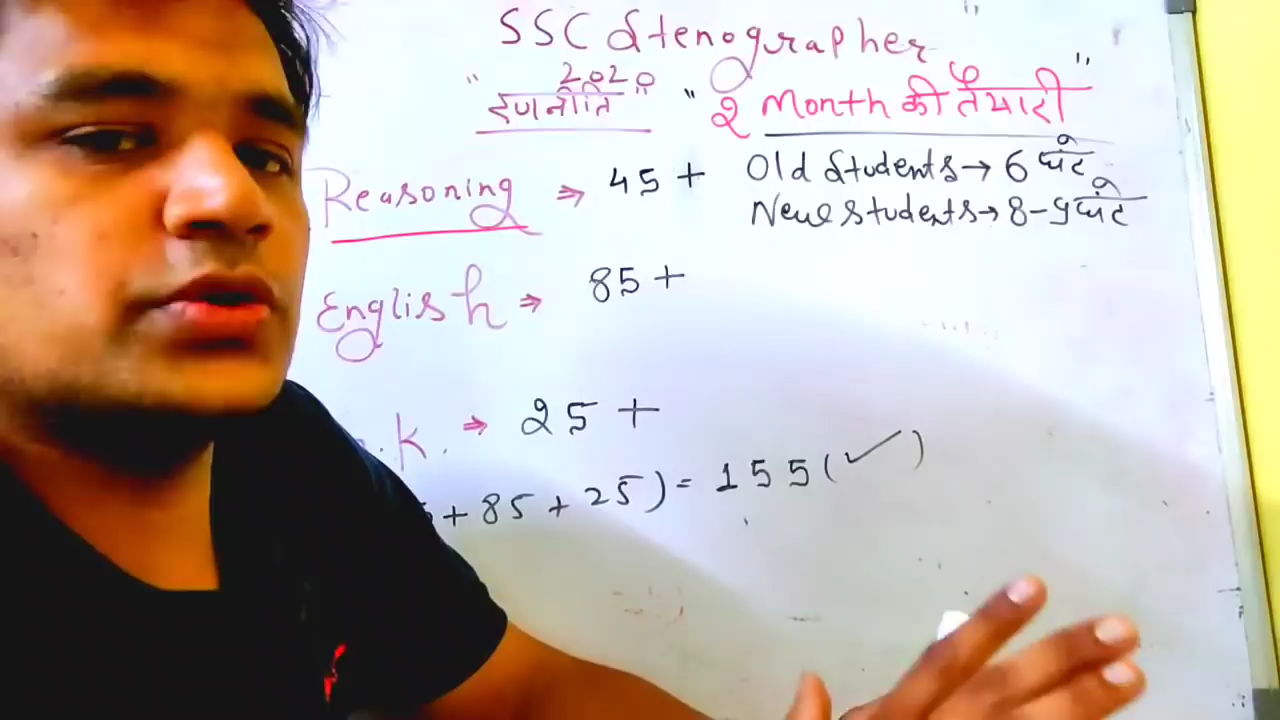 SSC Stenographer
2020
"रणनीति" "2 Month की तैयारी"
Reasoning ⇒ 45 + Old Students → 6 घंटे
New students → 8-9 घंटे
English ⇒ 85 +
.K. ⇒ 25 +
+ 85 + 25) = 155 (✓)